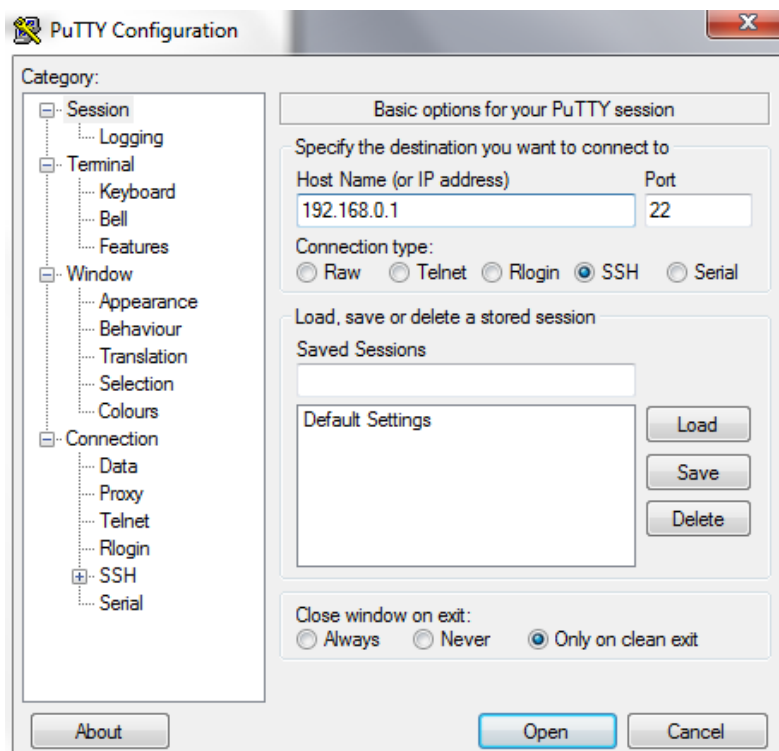 PuTTY Configuration
X
Category:
Session
Logging
Terminal
Keyboard
Bell
Features
Window
Appearance
Behaviour
Translation
Selection
Colours
Connection
Data
Proxy
Telnet
Rlogin
SSH
Serial
Basic options for your PuTTY session
Specify the destination you want to connect to
Host Name (or IP address) Port
192.168.0.1 22
Connection type:
Raw Telnet Rlogin SSH Serial
Load, save or delete a stored session
Saved Sessions
Default Settings
Load
Save
Delete
Close window on exit:
Always Never Only on clean exit
About Open Cancel